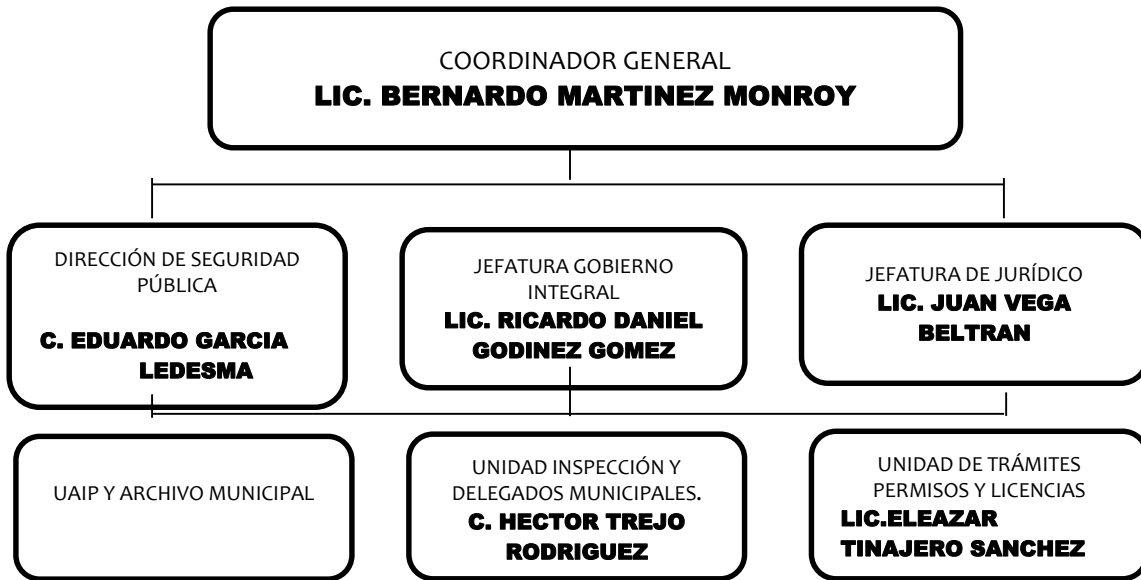 COORDINADOR GENERAL
LIC. BERNARDO MARTINEZ MONROY
DIRECCIÓN DE SEGURIDAD
PÚBLICA
C. EDUARDO GARCIA
LEDESMA
JEFATURA GOBIERNO
INTEGRAL
LIC. RICARDO DANIEL
GODINEZ GOMEZ
JEFATURA DE JURÍDICO
LIC. JUAN VEGA
BELTRAN
UAIP Y ARCHIVO MUNICIPAL
UNIDAD INSPECCIÓN Y
DELEGADOS MUNICIPALES.
C. HECTOR TREJO
RODRIGUEZ
UNIDAD DE TRÁMITES
PERMISOS Y LICENCIAS
LIC.ELEAZAR
TINAJERO SANCHEZ